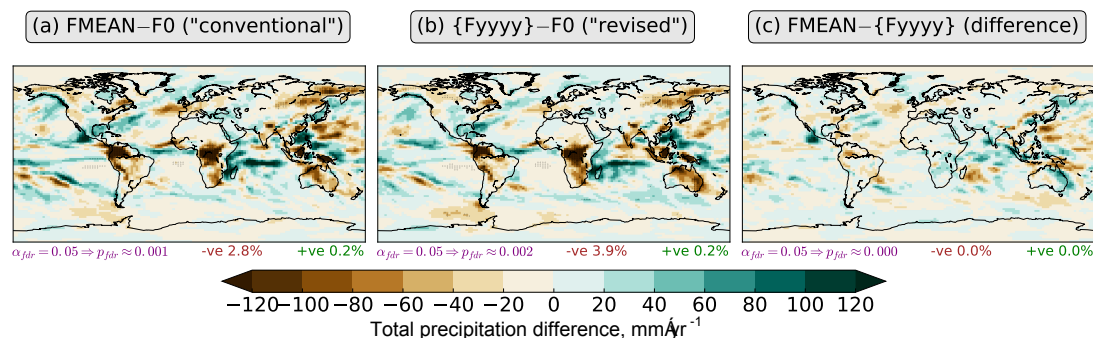 (a) FMEAN−F0 ("conventional")
(b) {Fyyyy}−F0 ("revised")
(c) FMEAN−{Fyyyy} (difference)
α_fdr = 0.05 ⇒ p_fdr ≈ 0.001 -ve 2.8% +ve 0.2%
α_fdr = 0.05 ⇒ p_fdr ≈ 0.002 -ve 3.9% +ve 0.2%
α_fdr = 0.05 ⇒ p_fdr ≈ 0.000 -ve 0.0% +ve 0.0%
−120 −100 −80 −60 −40 −20 0 20 40 60 80 100 120
Total precipitation difference, mmÁyr⁻¹